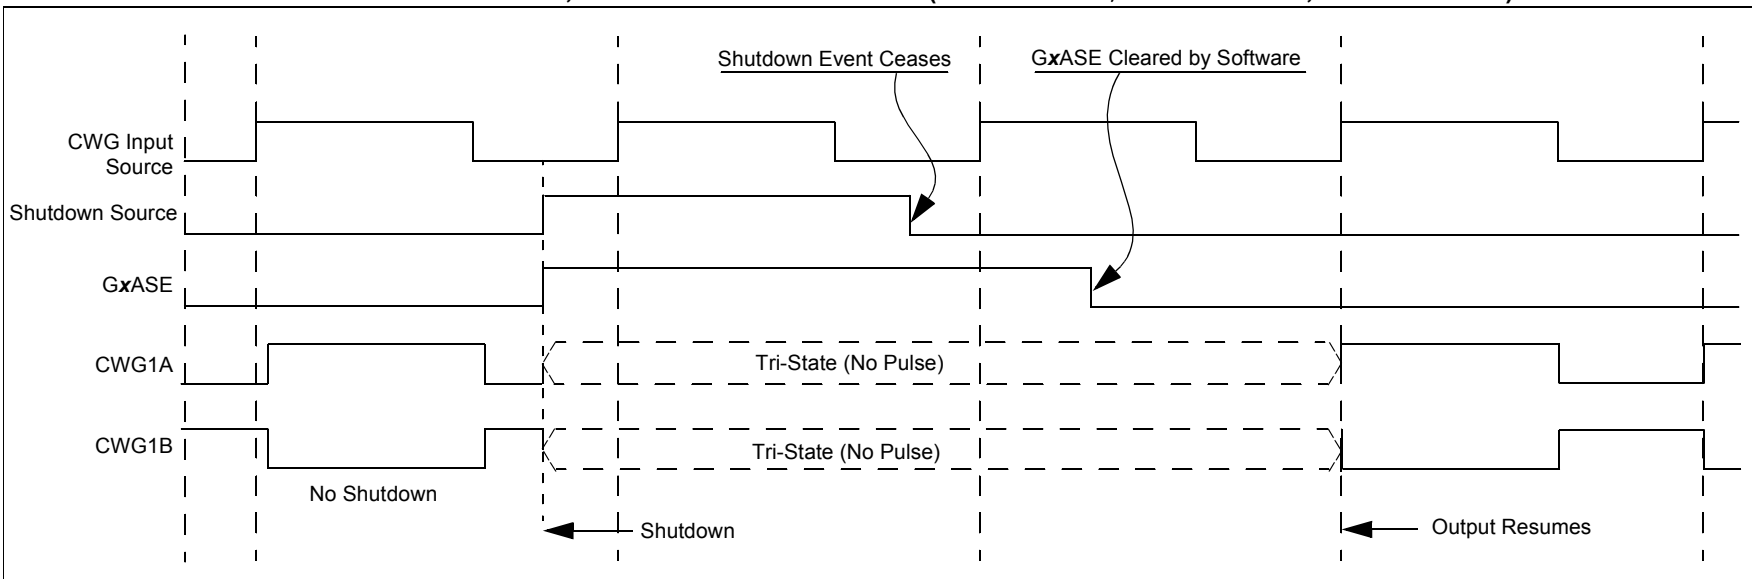 Shutdown Event Ceases
GxASE Cleared by Software
CWG Input
Source
Shutdown Source
GxASE
CWG1A
Tri-State (No Pulse)
CWG1B
Tri-State (No Pulse)
No Shutdown
Shutdown
Output Resumes